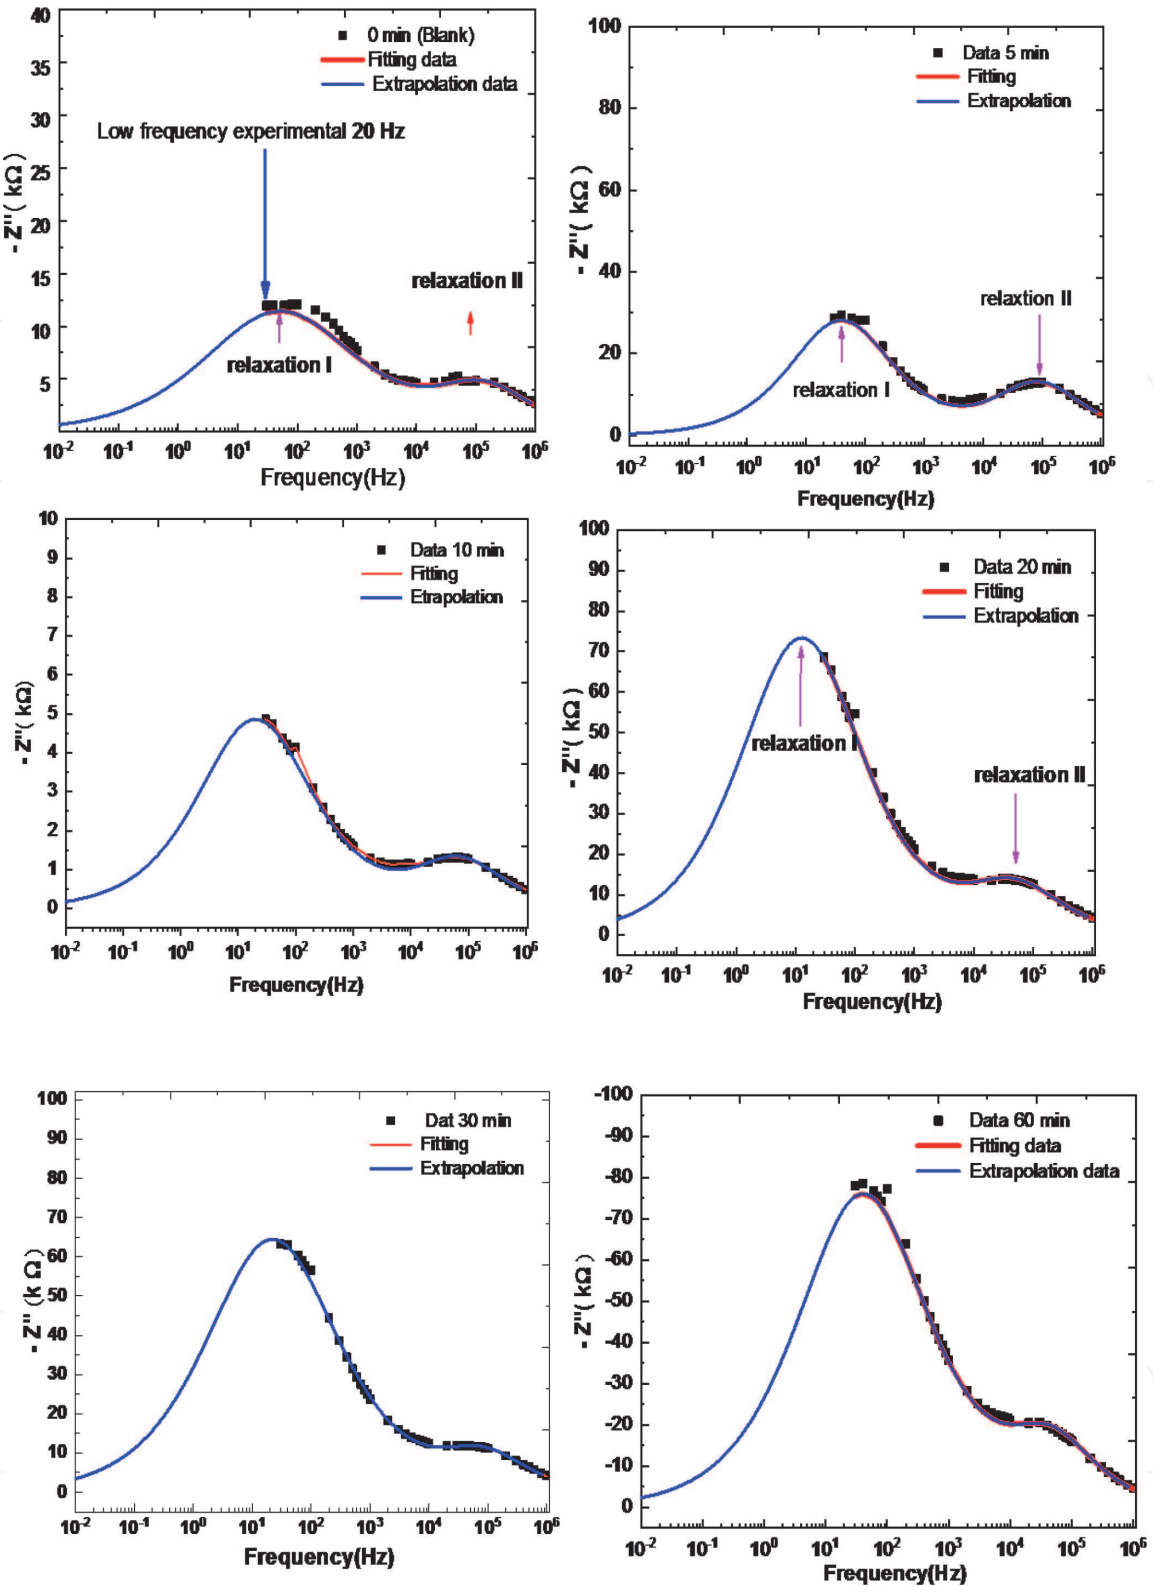 40
35
30
25
20
15
10
5
- Z''( kΩ)
0 min (Blank)
Fitting data
Extrapolation data
Low frequency experimental 20 Hz
relaxation II
relaxation I
10-2 10-1 100 101 102 103 104 105 106
Frequency(Hz)
100
80
60
40
20
0
- Z''( kΩ)
Data 5 min
Fitting
Extrapolation
relaxtion II
relaxation I
10-2 10-1 100 101 102 103 104 105 106
Frequency(Hz)
10
9
8
7
6
5
4
3
2
1
0
- Z''( kΩ)
Data 10 min
Fitting
Etrapolation
10-2 10-1 100 101 102 103 104 105 106
Frequency(Hz)
100
90
80
70
60
50
40
30
20
10
0
- Z''( kΩ)
Data 20 min
Fitting
Extrapolation
relaxation I
relaxation II
10-2 10-1 100 101 102 103 104 105 106
Frequency(Hz)
100
90
80
70
60
50
40
30
20
10
0
- Z'' (k Ω)
Dat 30 min
Fitting
Extrapolation
10-2 10-1 100 101 102 103 104 105 106
Frequency(Hz)
-100
-90
-80
-70
-60
-50
-40
-30
-20
-10
0
- Z''( kΩ)
Data 60 min
Fitting data
Extrapolation data
10-2 10-1 100 101 102 103 104 105 106
Frequency(Hz)